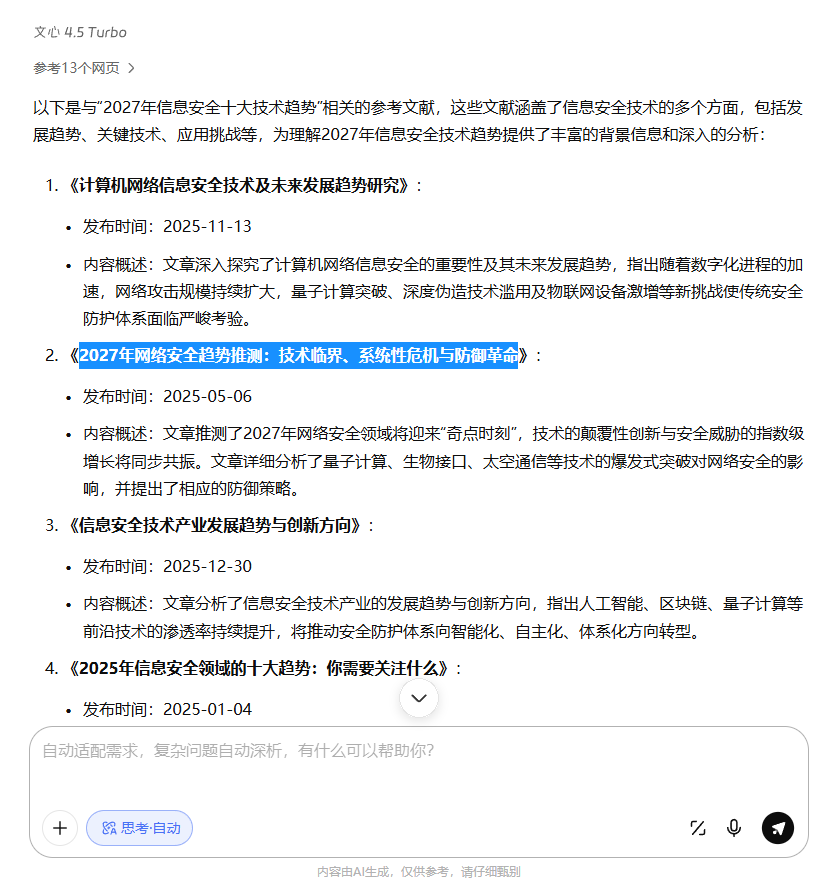 文心 4.5 Turbo
参考13个网页
以下是与“2027年信息安全十大技术趋势”相关的参考文献，这些文献涵盖了信息安全技术的多个方面，包括发
展趋势、关键技术、应用挑战等，为理解2027年信息安全技术趋势提供了丰富的背景信息和深入的分析：
1. 《计算机网络信息安全技术及未来发展趋势研究》：
• 发布时间：2025-11-13
• 内容概述：文章深入探究了计算机网络信息安全的重要性及其未来发展趋势，指出随着数字化进程的加
速，网络攻击规模持续扩大，量子计算突破、深度伪造技术滥用及物联网设备激增等新挑战使传统安全
防护体系面临严峻考验。
2. 《2027年网络安全趋势推测：技术临界、系统性危机与防御革命》：
• 发布时间：2025-05-06
• 内容概述：文章推测了2027年网络安全领域将迎来“奇点时刻”，技术的颠覆性创新与安全威胁的指数级
增长将同步共振。文章详细分析了量子计算、生物接口、太空通信等技术的爆发式突破对网络安全的影
响，并提出了相应的防御策略。
3. 《信息安全技术产业发展趋势与创新方向》：
• 发布时间：2025-12-30
• 内容概述：文章分析了信息安全技术产业的发展趋势与创新方向，指出人工智能、区块链、量子计算等
前沿技术的渗透率持续提升，将推动安全防护体系向智能化、自主化、体系化方向转型。
4. 《2025年信息安全领域的十大趋势：你需要关注什么》：
• 发布时间：2025-01-04
自动适配需求，复杂问题自动深析，有什么可以帮助你？
思考·自动
内容由AI生成，仅供参考，请仔细甄别